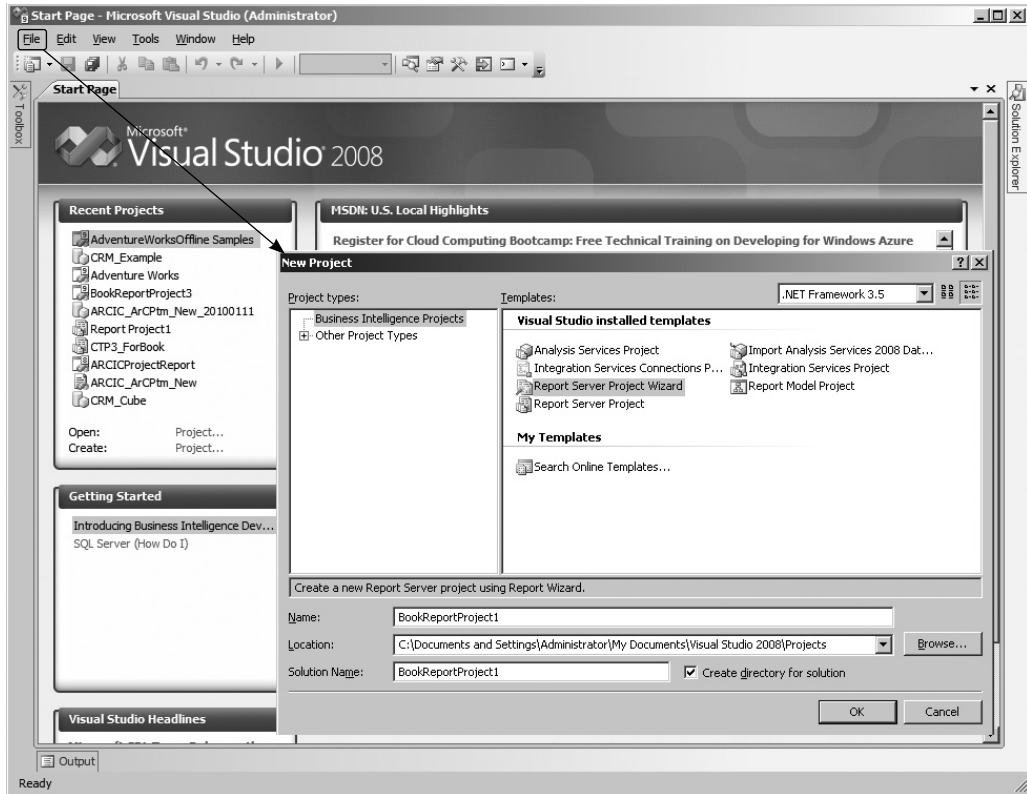 Start Page - Microsoft Visual Studio (Administrator)
File Edit View Tools Window Help
Toolbox
Start Page
Solution Explorer
Microsoft®
Visual Studio® 2008
Recent Projects
AdventureWorksOffline Samples
CRM_Example
Adventure Works
BookReportProject3
ARCIC_ArCPtm_New_20100111
Report Project1
CTP3_ForBook
ARCICProjectReport
ARCIC_ArCPtm_New
CRM_Cube
Open: Project...
Create: Project...
Getting Started
Introducing Business Intelligence Dev...
SQL Server (How Do I)
Visual Studio Headlines
MSDN: U.S. Local Highlights
Register for Cloud Computing Bootcamp: Free Technical Training on Developing for Windows Azure
New Project
Project types:
Business Intelligence Projects
Other Project Types
Templates:
.NET Framework 3.5
Visual Studio installed templates
Analysis Services Project
Import Analysis Services 2008 Dat...
Integration Services Connections P...
Integration Services Project
Report Server Project Wizard
Report Model Project
Report Server Project
My Templates
Search Online Templates...
Create a new Report Server project using Report Wizard.
Name: BookReportProject1
Location: C:\Documents and Settings\Administrator\My Documents\Visual Studio 2008\Projects Browse...
Solution Name: BookReportProject1 Create directory for solution
OK Cancel
Output
Ready